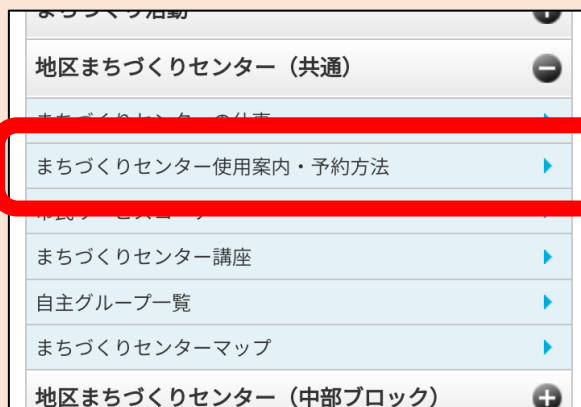 地区まちづくりセンター（共通）
まちづくりセンター使用案内・予約方法
まちづくりセンター講座
自主グループ一覧
まちづくりセンターマップ
地区まちづくりセンター（中部ブロック）